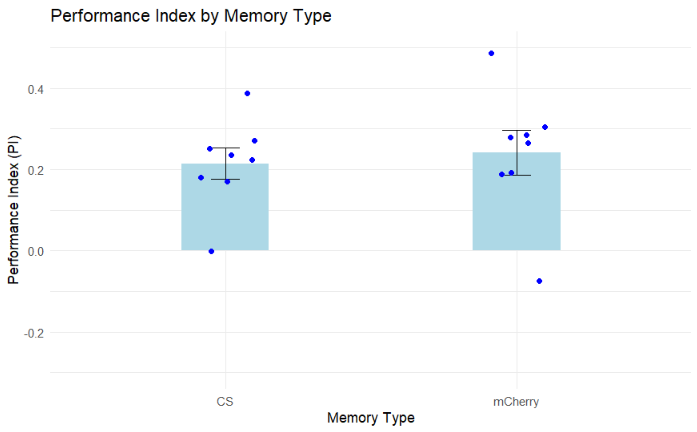 Performance Index by Memory Type
Performance Index (PI)
0.4
0.2
0.0
-0.2
CS
mCherry
Memory Type